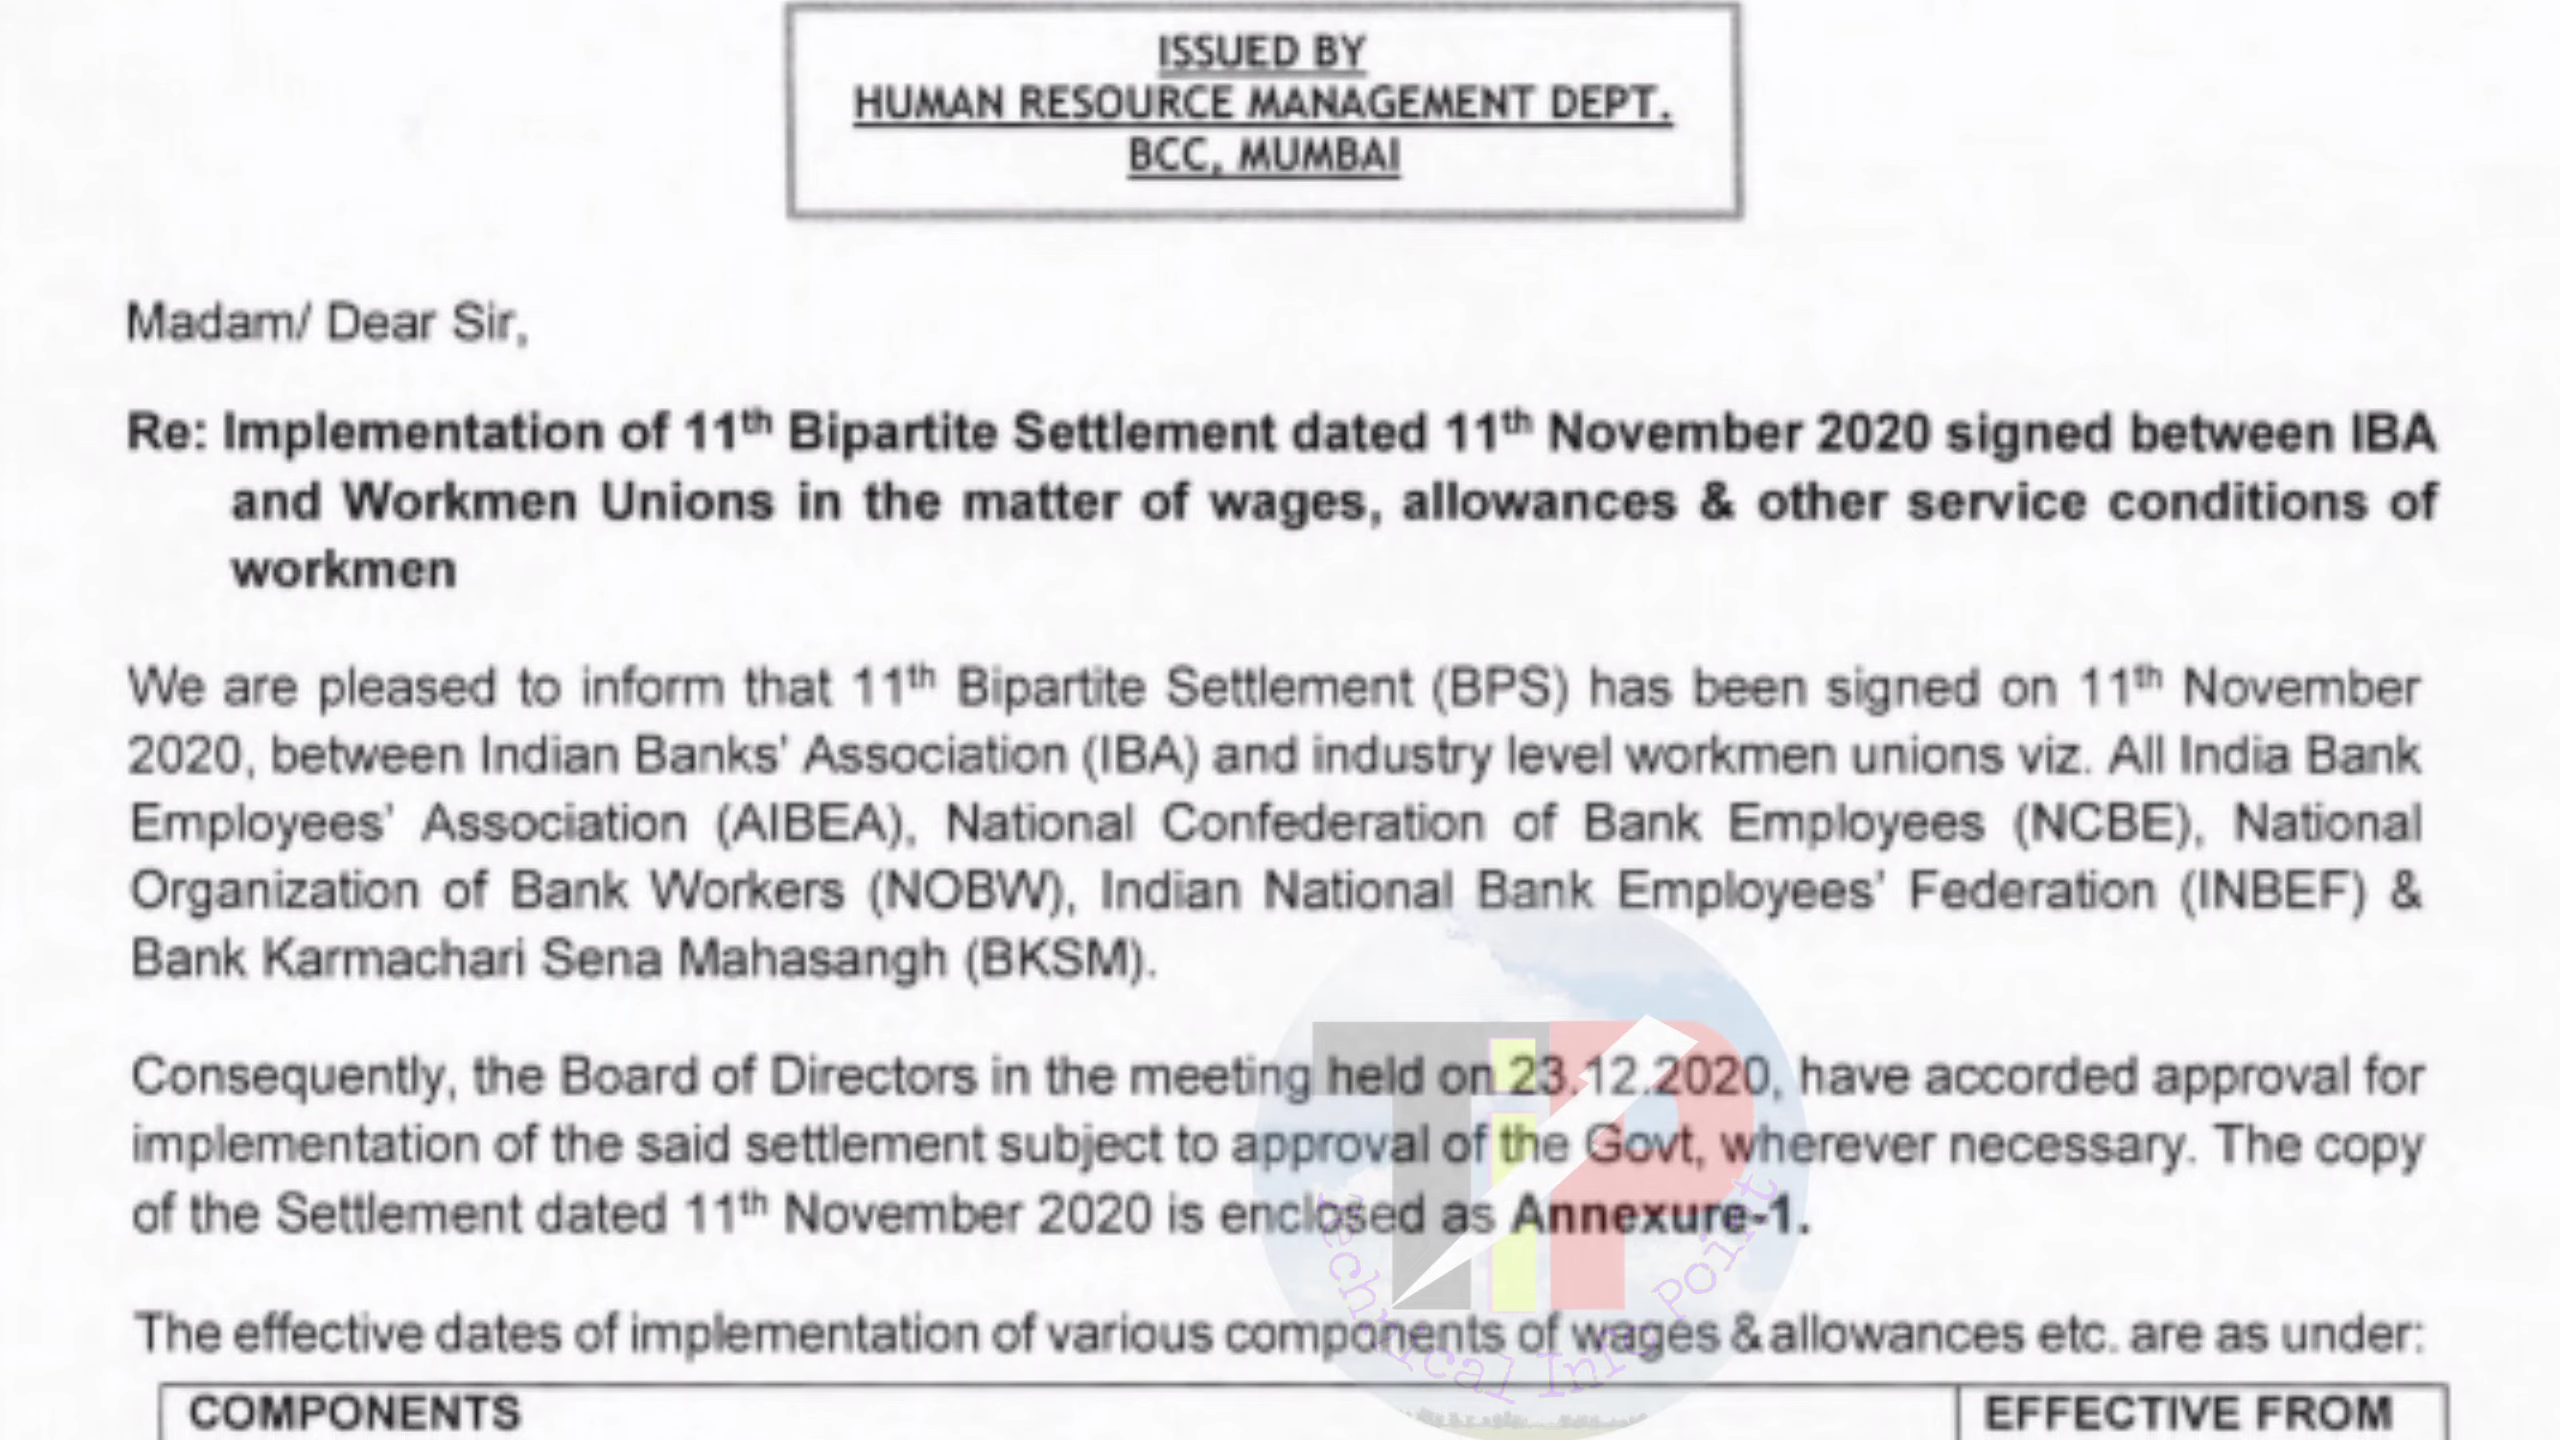 ISSUED BY
HUMAN RESOURCE MANAGEMENT DEPT.
BCC, MUMBAI
Madam/ Dear Sir,
Re: Implementation of 11th Bipartite Settlement dated 11th November 2020 signed between IBA
and Workmen Unions in the matter of wages, allowances & other service conditions of
workmen
We are pleased to inform that 11th Bipartite Settlement (BPS) has been signed on 11th November
2020, between Indian Banks' Association (IBA) and industry level workmen unions viz. All India Bank
Employees' Association (AIBEA), National Confederation of Bank Employees (NCBE), National
Organization of Bank Workers (NOBW), Indian National Bank Employees' Federation (INBEF) &
Bank Karmachari Sena Mahasangh (BKSM).
Consequently, the Board of Directors in the meeting held on 23.12.2020, have accorded approval for
implementation of the said settlement subject to approval of the Govt, wherever necessary. The copy
of the Settlement dated 11th November 2020 is enclosed as Annexure-1.
The effective dates of implementation of various components of wages &allowances etc. are as under:
COMPONENTS EFFECTIVE FROM
TiP
Technical Info Point